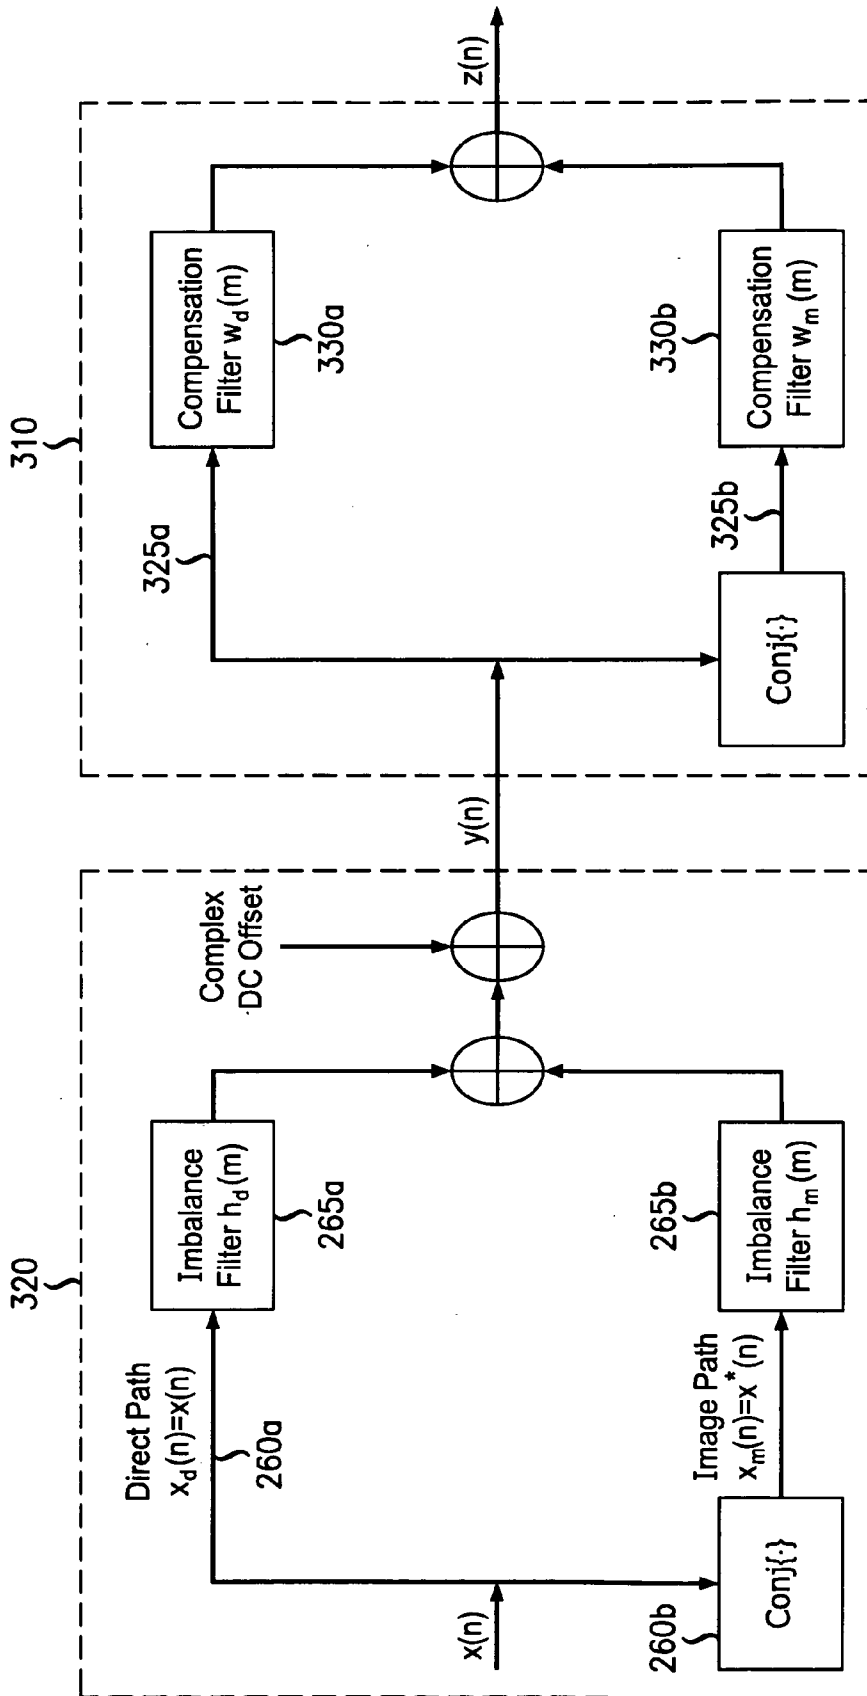 320
310
Direct Path
x_d(n)=x(n)
260a
Imbalance
Filter h_d(m)
265a
Complex
DC Offset
325a
Compensation
Filter w_d(m)
330a
x(n)
y(n)
z(n)
260b
Conj{·}
Image Path
x_m(n)=x*(n)
Imbalance
Filter h_m(m)
265b
Conj{·}
325b
Compensation
Filter w_m(m)
330b